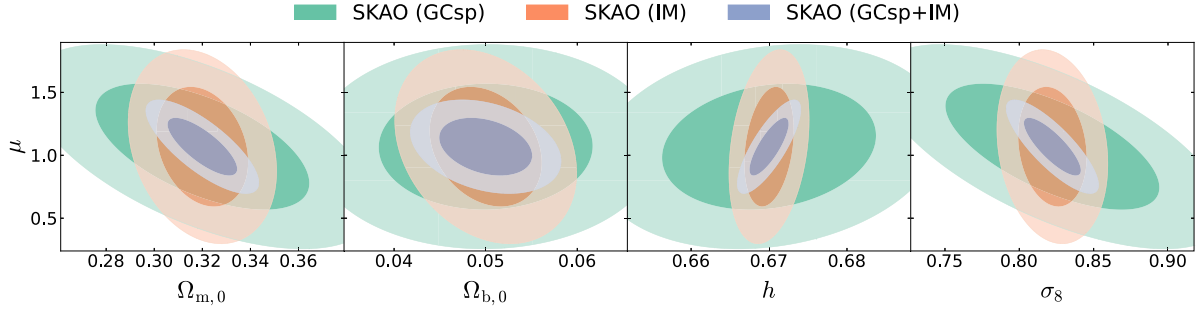 SKAO (GCsp) SKAO (IM) SKAO (GCsp+IM)
μ
1.5
1.0
0.5
0.28 0.30 0.32 0.34 0.36 0.04 0.05 0.06 0.66 0.67 0.68 0.75 0.80 0.85 0.90
Ωm,0 Ωb,0 h σ8